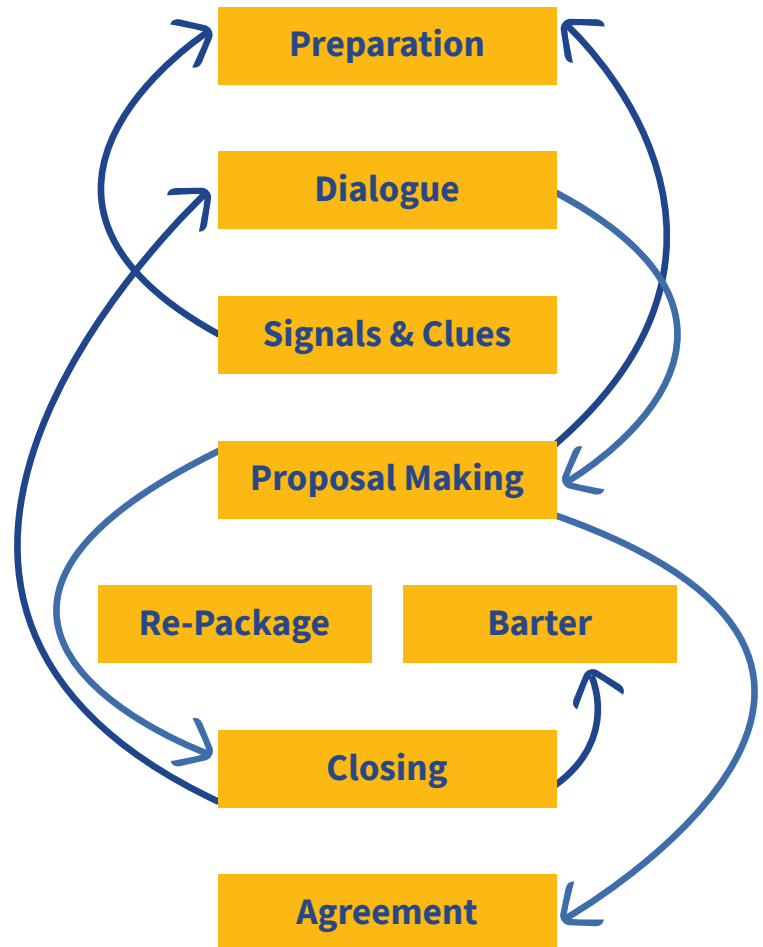 Preparation
Dialogue
Signals & Clues
Proposal Making
Re-Package
Barter
Closing
Agreement